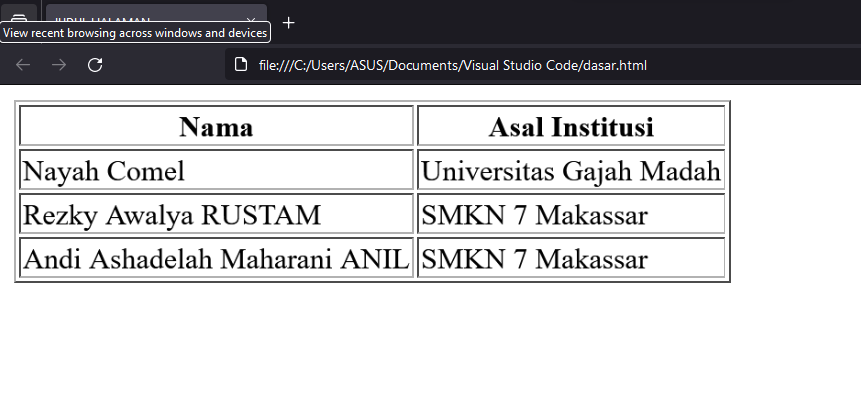 JUDUL HALAMAN
View recent browsing across windows and devices
file:///C:/Users/ASUS/Documents/Visual Studio Code/dasar.html
Nama Asal Institusi
Nayah Comel Universitas Gajah Madah
Rezky Awalya RUSTAM SMKN 7 Makassar
Andi Ashadelah Maharani ANIL SMKN 7 Makassar